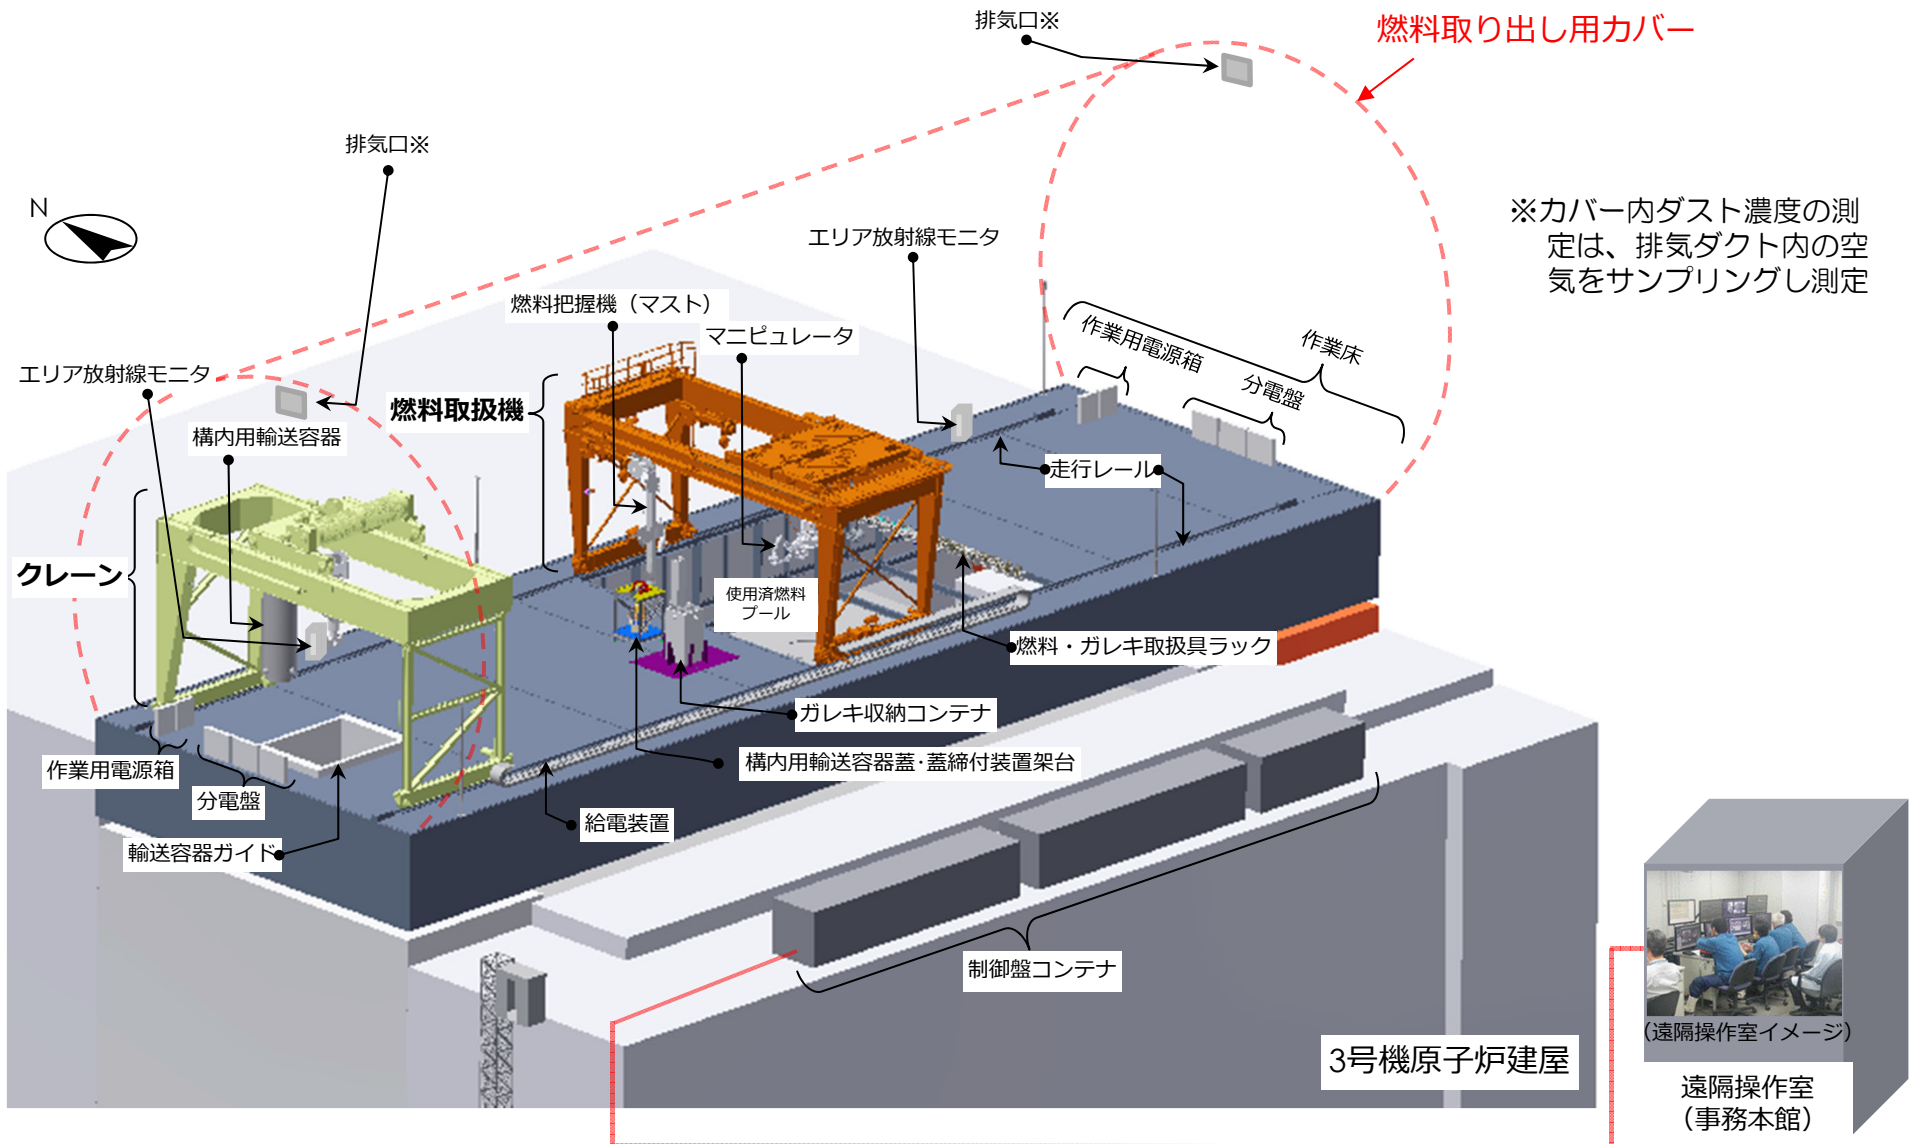 排気口※
燃料取り出し用カバー
排気口※
N
※カバー内ダスト濃度の測
定は、排気ダクト内の空
気をサンプリングし測定
エリア放射線モニタ
燃料把握機（マスト）
マニピュレータ
作業用電源箱
作業床
分電盤
エリア放射線モニタ
燃料取扱機
構内用輸送容器
走行レール
クレーン
使用済燃料
プール
燃料・ガレキ取扱具ラック
ガレキ収納コンテナ
構内用輸送容器蓋・蓋締付装置架台
作業用電源箱
分電盤
給電装置
輸送容器ガイド
制御盤コンテナ
3号機原子炉建屋
（遠隔操作室イメージ）
遠隔操作室
（事務本館）